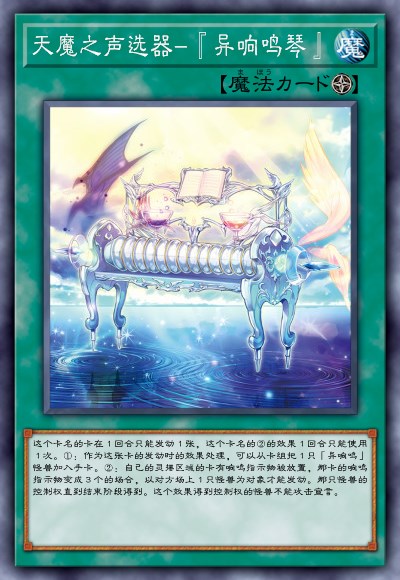 天魔之声选器-『异响鸣琴』
魔
【魔法カード】
まほう
这个卡名的卡在1回合只能发动1张，这个卡名的②的效果1回合只能使用
1次。①：作为这张卡的发动时的效果处理，可以从卡组把1只「异响鸣」
怪兽加入手卡。②：自己的灵摆区域的卡有响鸣指示物被放置，那卡的响鸣
指示物变成3个的场合，以对方场上1只怪兽为对象才能发动。那只怪兽的
控制权直到结束阶段得到。这个效果得到控制权的怪兽不能攻击宣言。